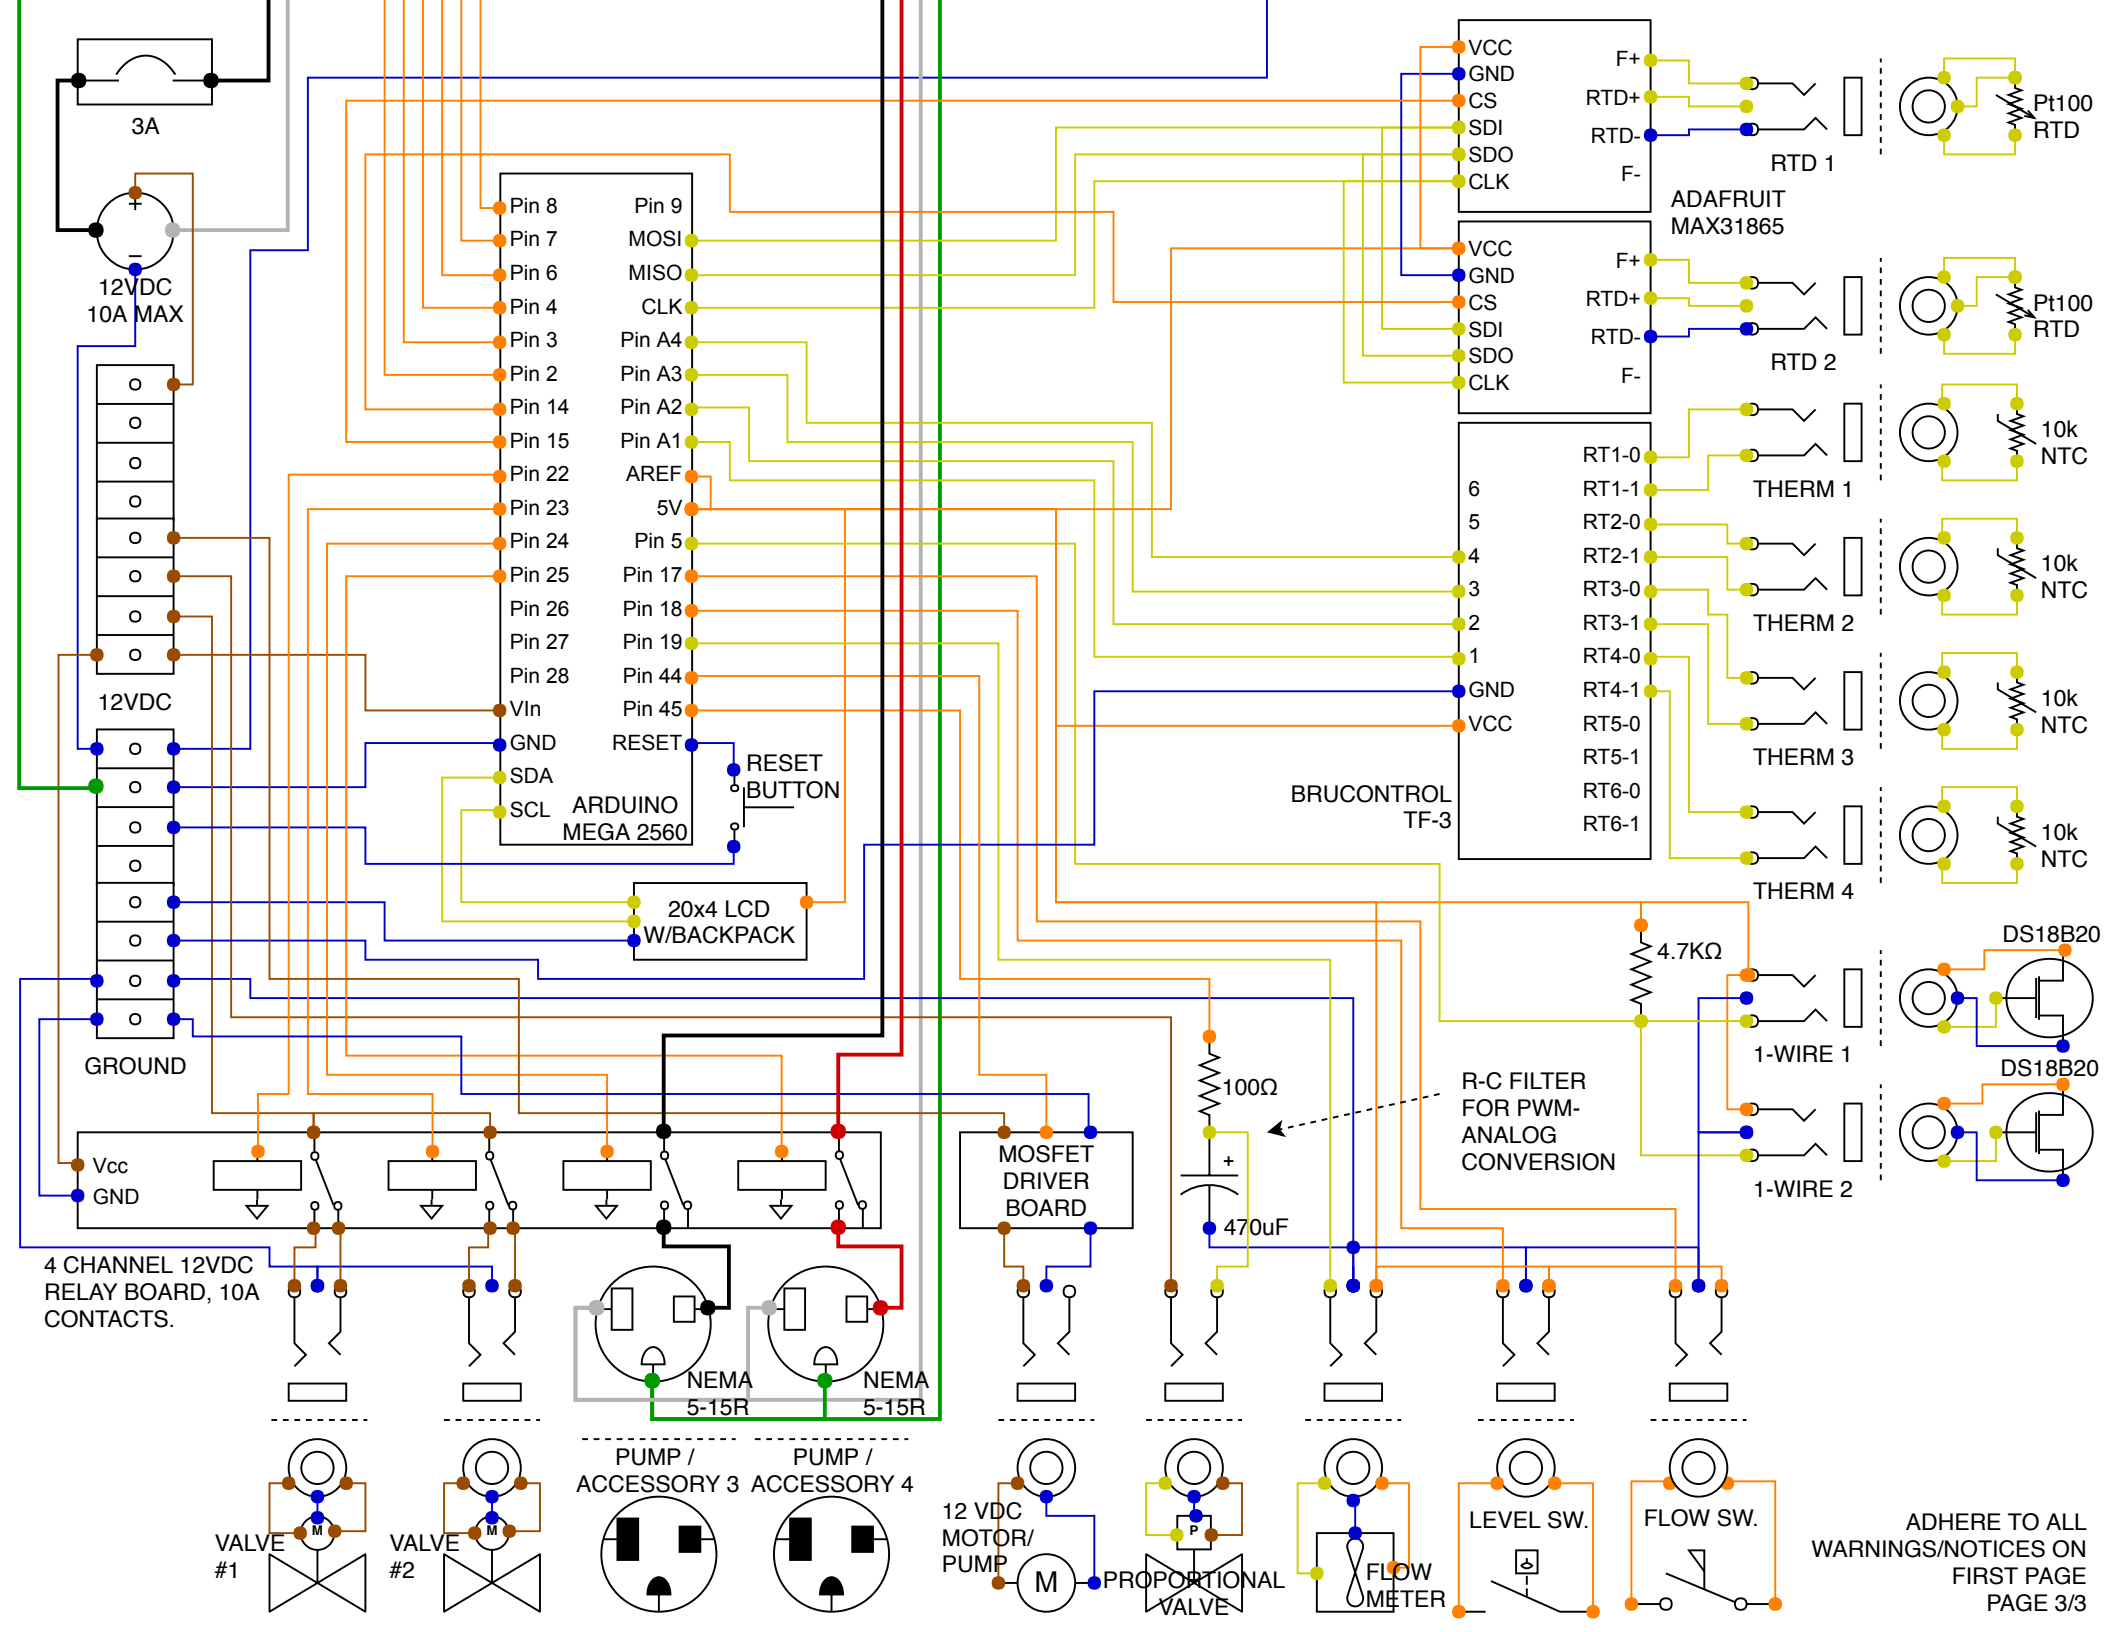 3A
+
−
12VDC
10A MAX
12VDC
GROUND
Pin 8
Pin 7
Pin 6
Pin 4
Pin 3
Pin 2
Pin 14
Pin 15
Pin 22
Pin 23
Pin 24
Pin 25
Pin 26
Pin 27
Pin 28
VIn
GND
SDA
SCL
Pin 9
MOSI
MISO
CLK
Pin A4
Pin A3
Pin A2
Pin A1
AREF
5V
Pin 5
Pin 17
Pin 18
Pin 19
Pin 44
Pin 45
RESET
ARDUINO
MEGA 2560
RESET
BUTTON
20x4 LCD
W/BACKPACK
VCC
GND
CS
SDI
SDO
CLK
F+
RTD+
RTD-
F-
ADAFRUIT
MAX31865
VCC
GND
CS
SDI
SDO
CLK
F+
RTD+
RTD-
F-
RTD 1
Pt100
RTD
RTD 2
Pt100
RTD
6
5
4
3
2
1
GND
VCC
RT1-0
RT1-1
RT2-0
RT2-1
RT3-0
RT3-1
RT4-0
RT4-1
RT5-0
RT5-1
RT6-0
RT6-1
BRUCONTROL
TF-3
THERM 1
10k
NTC
THERM 2
10k
NTC
THERM 3
10k
NTC
THERM 4
10k
NTC
4.7KΩ
DS18B20
1-WIRE 1
DS18B20
1-WIRE 2
100Ω
+
470uF
R-C FILTER
FOR PWM-
ANALOG
CONVERSION
Vcc
GND
4 CHANNEL 12VDC
RELAY BOARD, 10A
CONTACTS.
MOSFET
DRIVER
BOARD
NEMA
5-15R
NEMA
5-15R
VALVE
#1
M
VALVE
#2
M
PUMP /
ACCESSORY 3
PUMP /
ACCESSORY 4
12 VDC
MOTOR/
PUMP
M
P
PROPORTIONAL
VALVE
FLOW
METER
LEVEL SW.
FLOW SW.
ADHERE TO ALL
WARNINGS/NOTICES ON
FIRST PAGE
PAGE 3/3